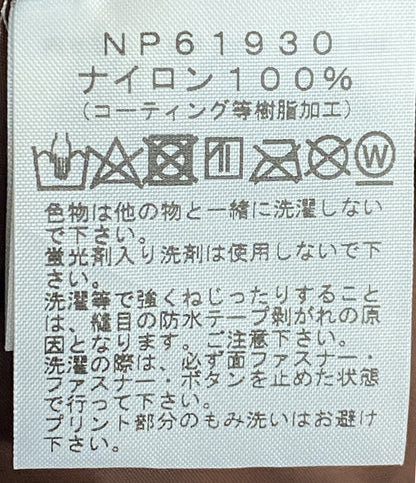 NP61930
ナイロン100%
(コーティング等樹脂加工)
W
色物は他の物と一緒に洗濯しない
で下さい。
蛍光剤入り洗剤は使用しないで下
さい。
洗濯等で強くねじったりすること
は、縫目の防水テープ剥がれの原
因となります。ご注意下さい。
洗濯の際は、必ず面ファスナー・
ファスナー・ボタンを止めた状態
で行って下さい。
プリント部分のもみ洗いはお避け
下さい。